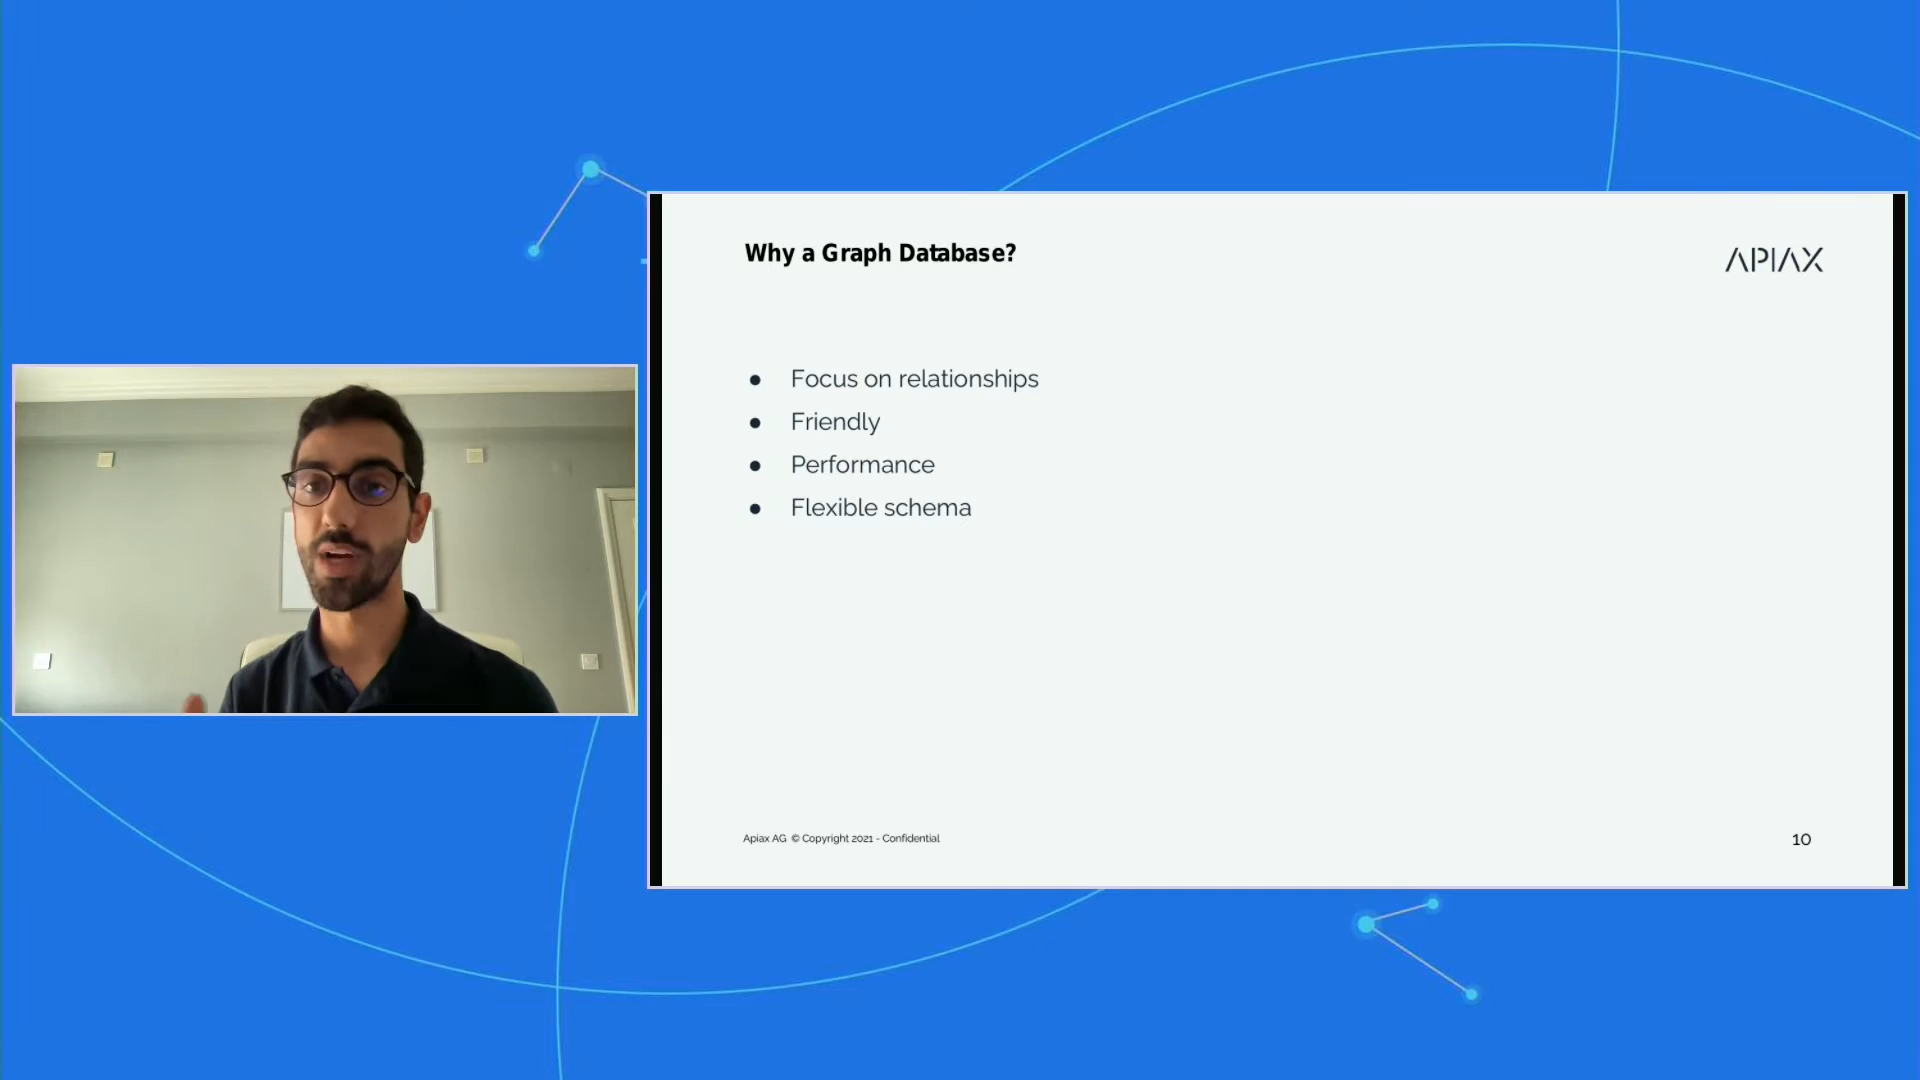 Why a Graph Database?
APIAX
● Focus on relationships
● Friendly
● Performance
● Flexible schema
Apiax AG © Copyright 2021 - Confidential
10